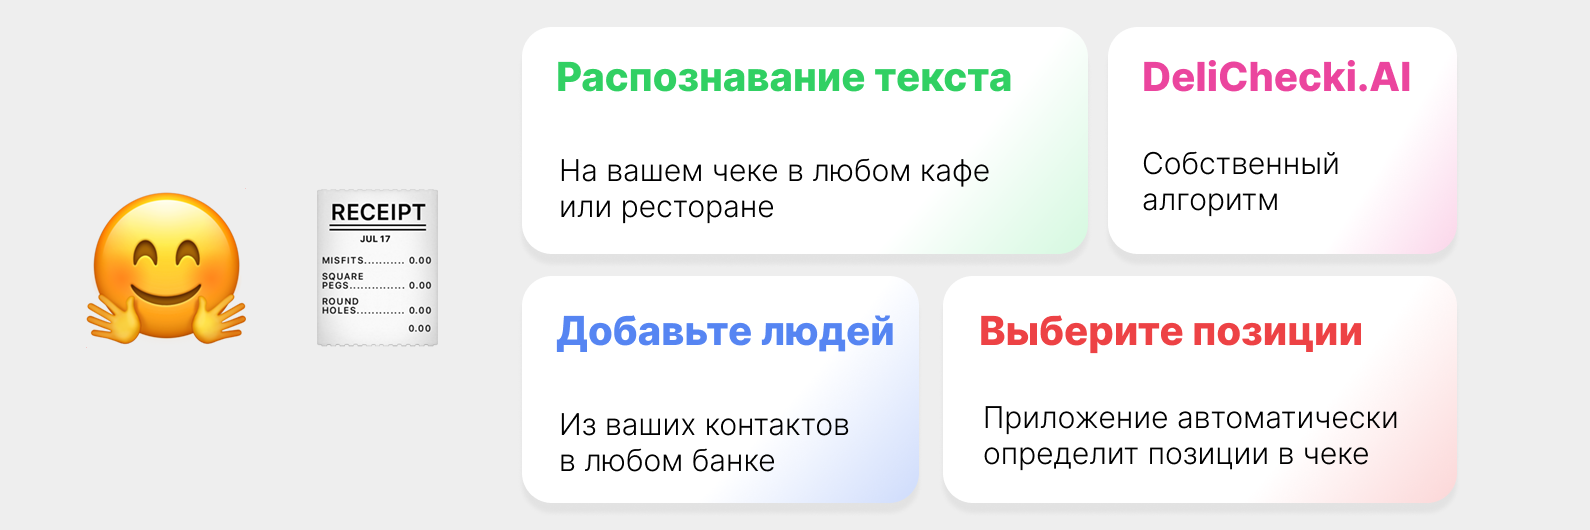 RECEIPT
JUL 17
MISFITS........... 0.00
SQUARE
PEGS............... 0.00
ROUND
HOLES............. 0.00
0.00
Распознавание текста
На вашем чеке в любом кафе
или ресторане
DeliChecki.AI
Собственный
алгоритм
Добавьте людей
Из ваших контактов
в любом банке
Выберите позиции
Приложение автоматически
определит позиции в чеке